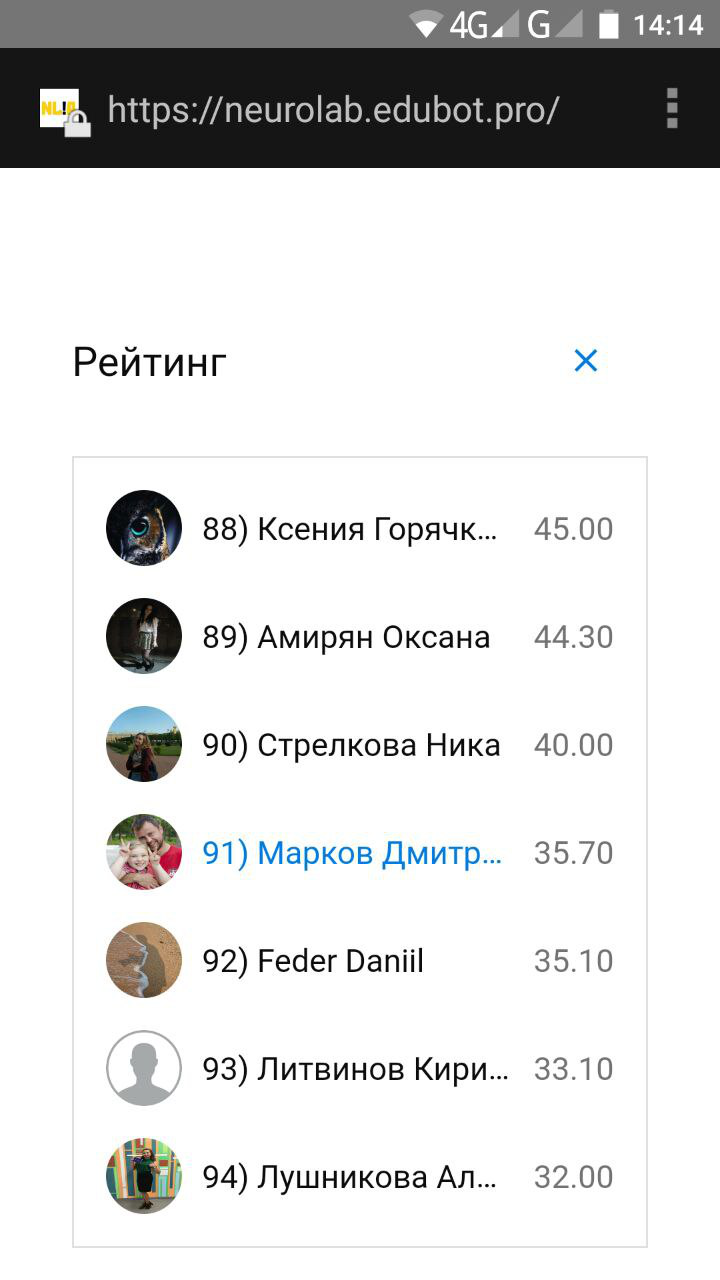 4G G 14:14
NL!A https://neurolab.edubot.pro/
Рейтинг
88) Ксения Горячк... 45.00
89) Амирян Оксана 44.30
90) Стрелкова Ника 40.00
91) Марков Дмитр... 35.70
92) Feder Daniil 35.10
93) Литвинов Кири... 33.10
94) Лушникова Ал... 32.00